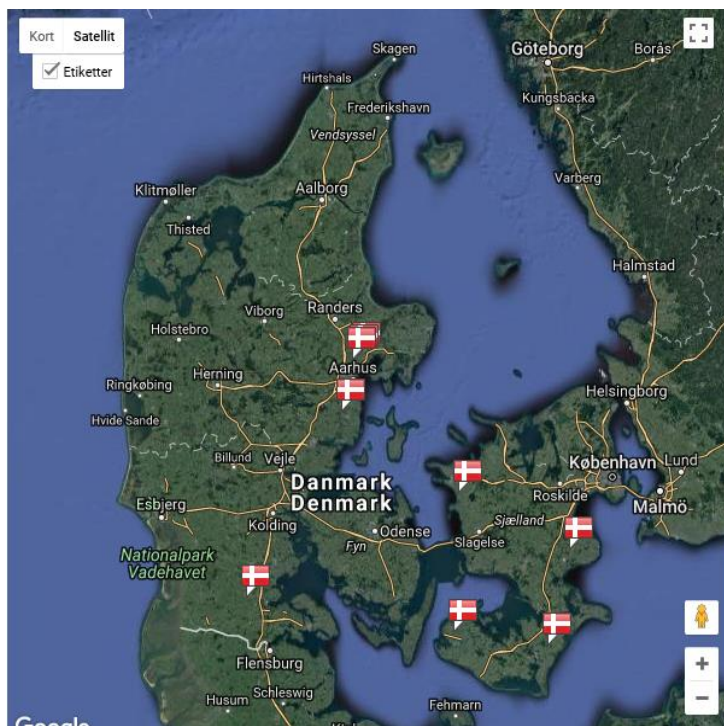 Kort Satellit
Etiketter
Skagen
Göteborg
Borås
Hirtshals
Kungsbacka
Frederikshavn
Vendsyssel
Klitmøller
Aalborg
Varberg
Thisted
Halmstad
Viborg
Randers
Holstebro
Aarhus
Herning
Ringkøbing
Helsingborg
Hvide Sande
Billund
Vejle
København
Lund
Danmark
Denmark
Roskilde
Malmö
Esbjerg
Kolding
Odense
Sjælland
Fyn
Slagelse
Nationalpark
Vadehavet
Flensburg
Schleswig
Husum
Fehmarn
Google